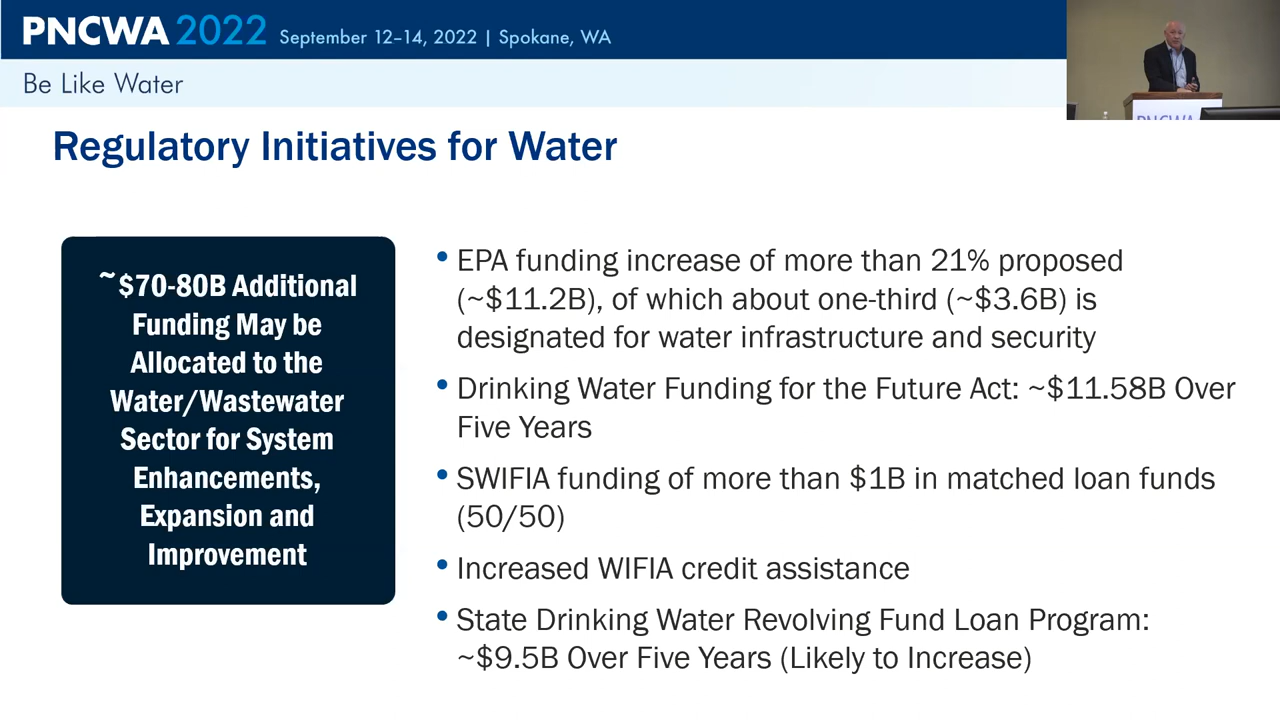 PNCWA 2022 September 12–14, 2022 | Spokane, WA
Be Like Water
PNCWA
Regulatory Initiatives for Water
~$70-80B Additional
Funding May be
Allocated to the
Water/Wastewater
Sector for System
Enhancements,
Expansion and
Improvement
• EPA funding increase of more than 21% proposed
(~$11.2B), of which about one-third (~$3.6B) is
designated for water infrastructure and security
• Drinking Water Funding for the Future Act: ~$11.58B Over
Five Years
• SWIFIA funding of more than $1B in matched loan funds
(50/50)
• Increased WIFIA credit assistance
• State Drinking Water Revolving Fund Loan Program:
~$9.5B Over Five Years (Likely to Increase)